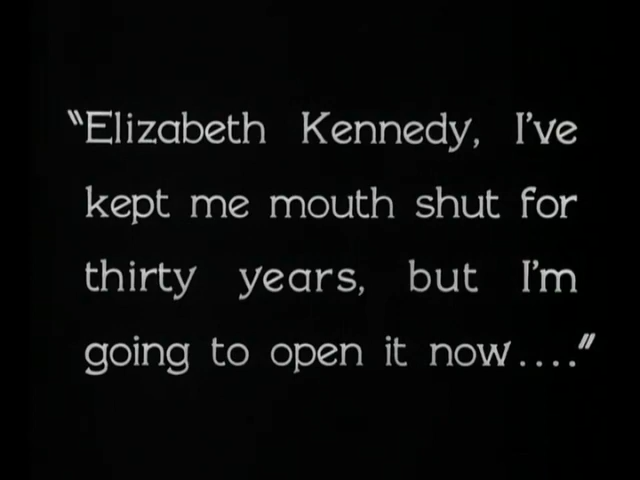 "Elizabeth Kennedy, I've
kept me mouth shut for
thirty years, but I'm
going to open it now...."